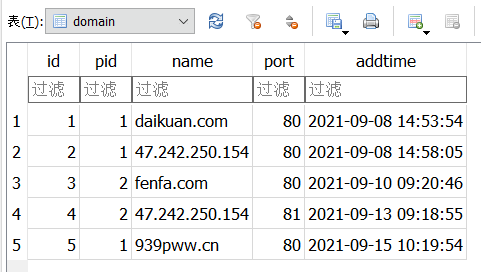 表(T): domain
id pid name port addtime
过滤 过滤 过滤 过滤 过滤
1 1 1 daikuan.com 80 2021-09-08 14:53:54
2 2 1 47.242.250.154 80 2021-09-08 14:58:05
3 3 2 fenfa.com 80 2021-09-10 09:20:46
4 4 2 47.242.250.154 81 2021-09-13 09:18:55
5 5 1 939pww.cn 80 2021-09-15 10:19:54